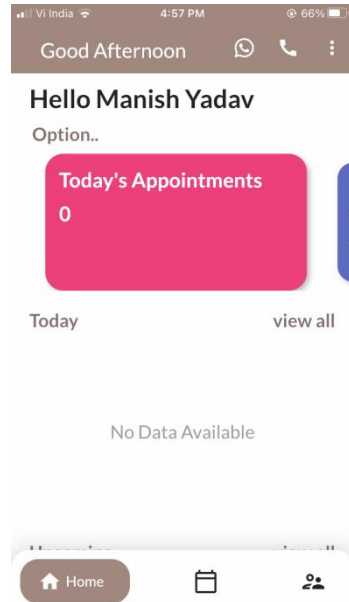 Vi India 4:57 PM 66%
Good Afternoon
Hello Manish Yadav
Option..
Today's Appointments
0
Today view all
No Data Available
Home